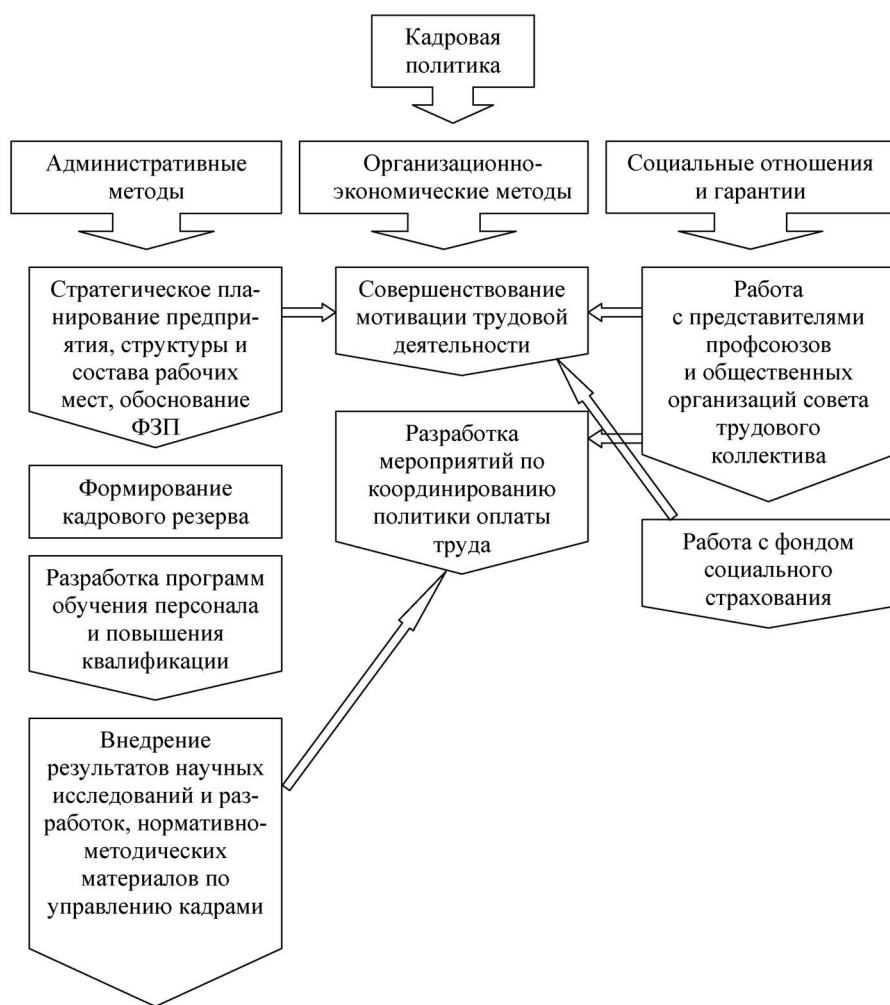 Кадровая
политика
Административные
методы
Организационно-
экономические методы
Социальные отношения
и гарантии
Стратегическое пла-
нирование предпри-
ятия, структуры и
состава рабочих
мест, обоснование
ФЗП
Формирование
кадрового резерва
Разработка программ
обучения персонала
и повышения
квалификации
Внедрение
результатов научных
исследований и раз-
работок, нормативно-
методических
материалов по
управлению кадрами
Совершенствование
мотивации трудовой
деятельности
Разработка
мероприятий по
координированию
политики оплаты
труда
Работа
с представителями
профсоюзов
и общественных
организаций совета
трудового
коллектива
Работа с фондом
социального
страхования